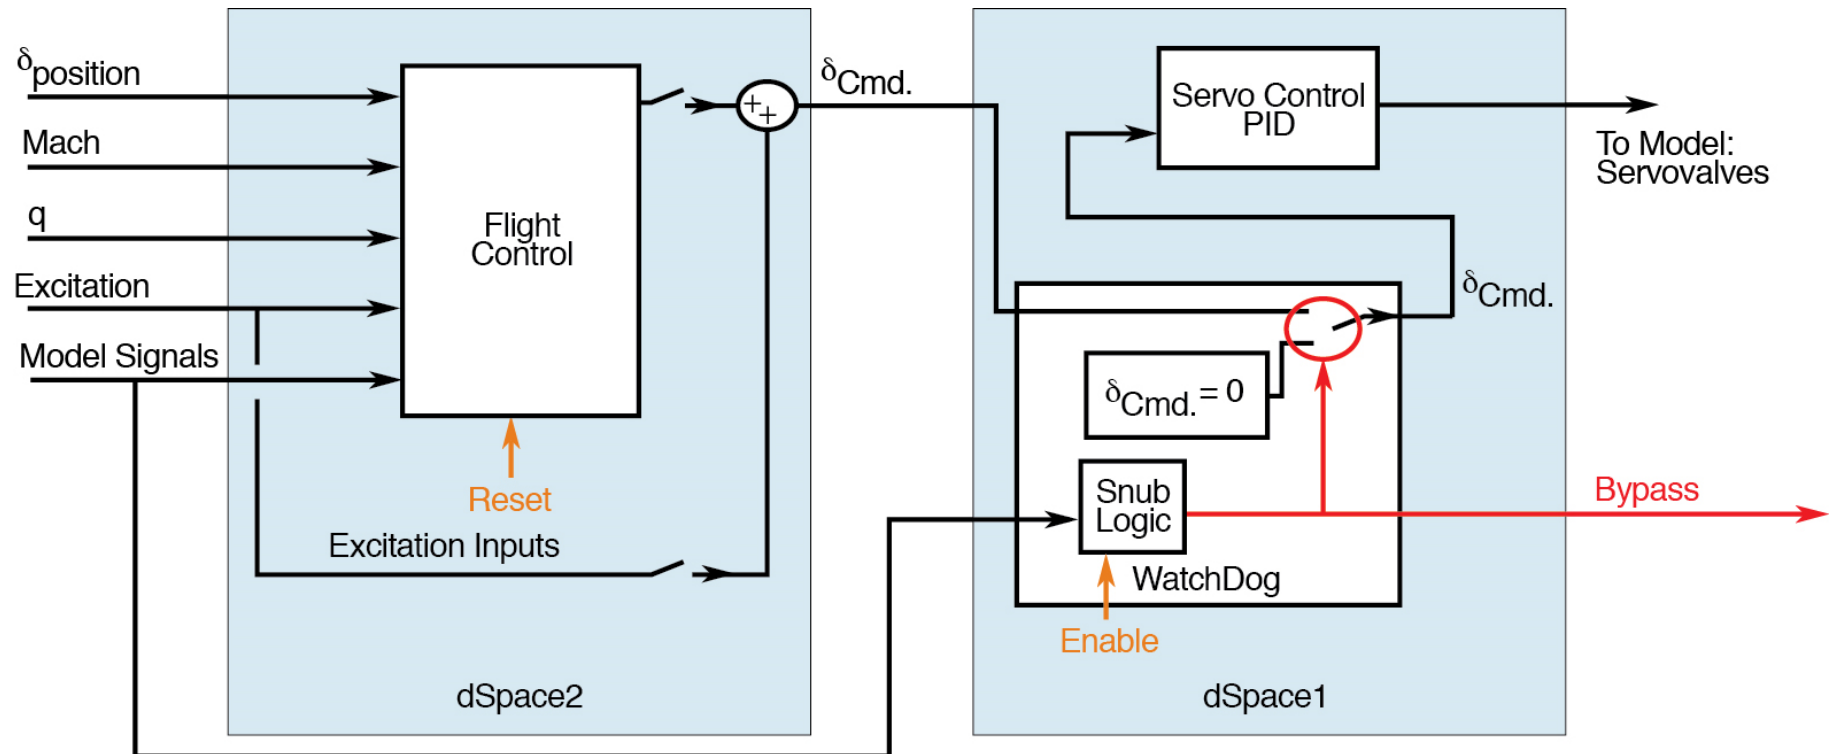 δposition
Mach
q
Excitation
Model Signals
Flight
Control
Reset
Excitation Inputs
dSpace2
+
+
δCmd.
Servo Control
PID
To Model:
Servovalves
δCmd.
δCmd. = 0
Snub
Logic
WatchDog
Enable
Bypass
dSpace1